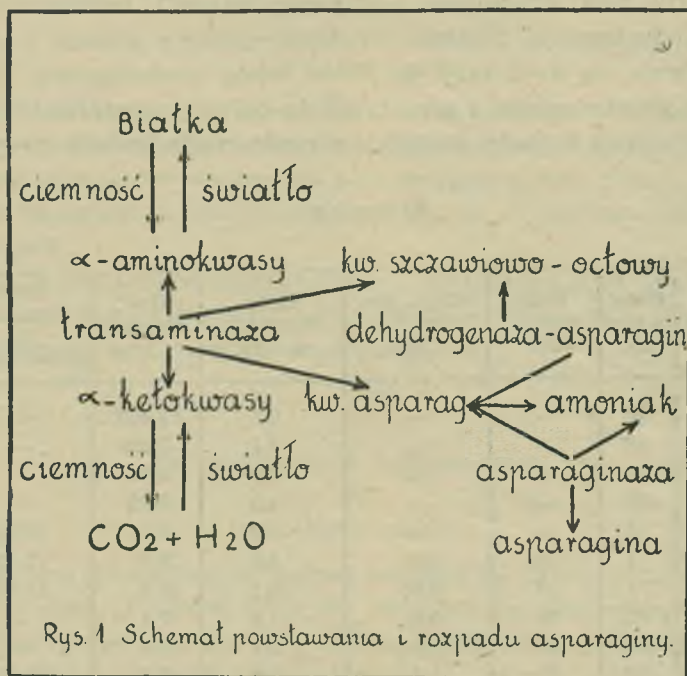 Białka
ciemność światło
α-aminokwasy kw. szczawiowo-octowy
transaminaza dehydrogenaza-asparagin
α-ketokwasy kw. asparag amoniak
ciemność światło asparaginaza
CO2 + H2O asparagina
Rys. 1 Schemat powstawania i rozpadu asparaginy.